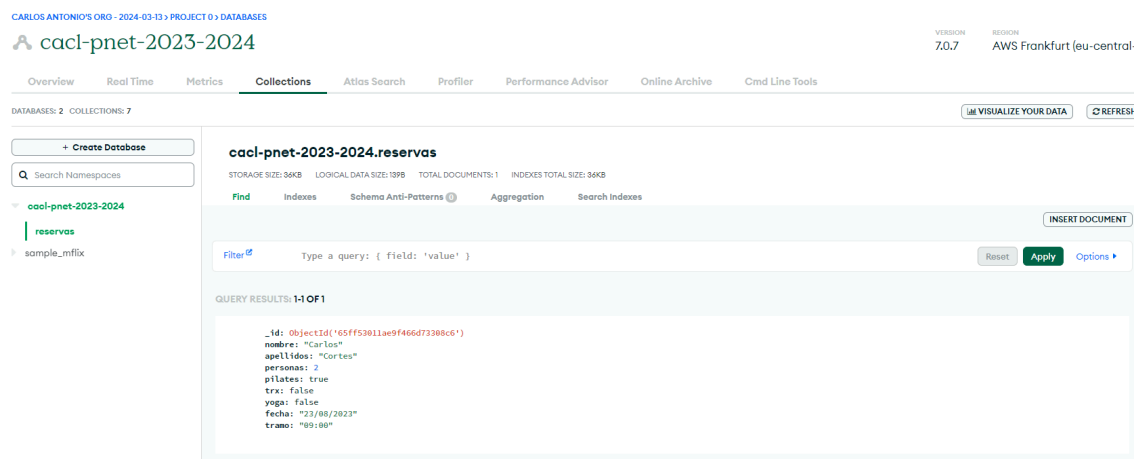 CARLOS ANTONIO'S ORG - 2024-03-13 > PROJECT 0 > DATABASES
cacl-pnet-2023-2024
VERSION REGION
7.0.7 AWS Frankfurt (eu-central-
Overview Real Time Metrics Collections Atlas Search Profiler Performance Advisor Online Archive Cmd Line Tools
DATABASES: 2 COLLECTIONS: 7
VISUALIZE YOUR DATA REFRESH
+ Create Database
Search Namespaces
cacl-pnet-2023-2024
reservas
sample_mflix
cacl-pnet-2023-2024.reservas
STORAGE SIZE: 36KB LOGICAL DATA SIZE: 139B TOTAL DOCUMENTS: 1 INDEXES TOTAL SIZE: 36KB
Find Indexes Schema Anti-Patterns 0 Aggregation Search Indexes
INSERT DOCUMENT
Filter Type a query: { field: 'value' } Reset Apply Options
QUERY RESULTS: 1-1 OF 1
_id: ObjectId('65ff53011ae9f466d73308c6')
nombre: "Carlos"
apellidos: "Cortes"
personas: 2
pilates: true
trx: false
yoga: false
fecha: "23/08/2023"
tramo: "09:00"